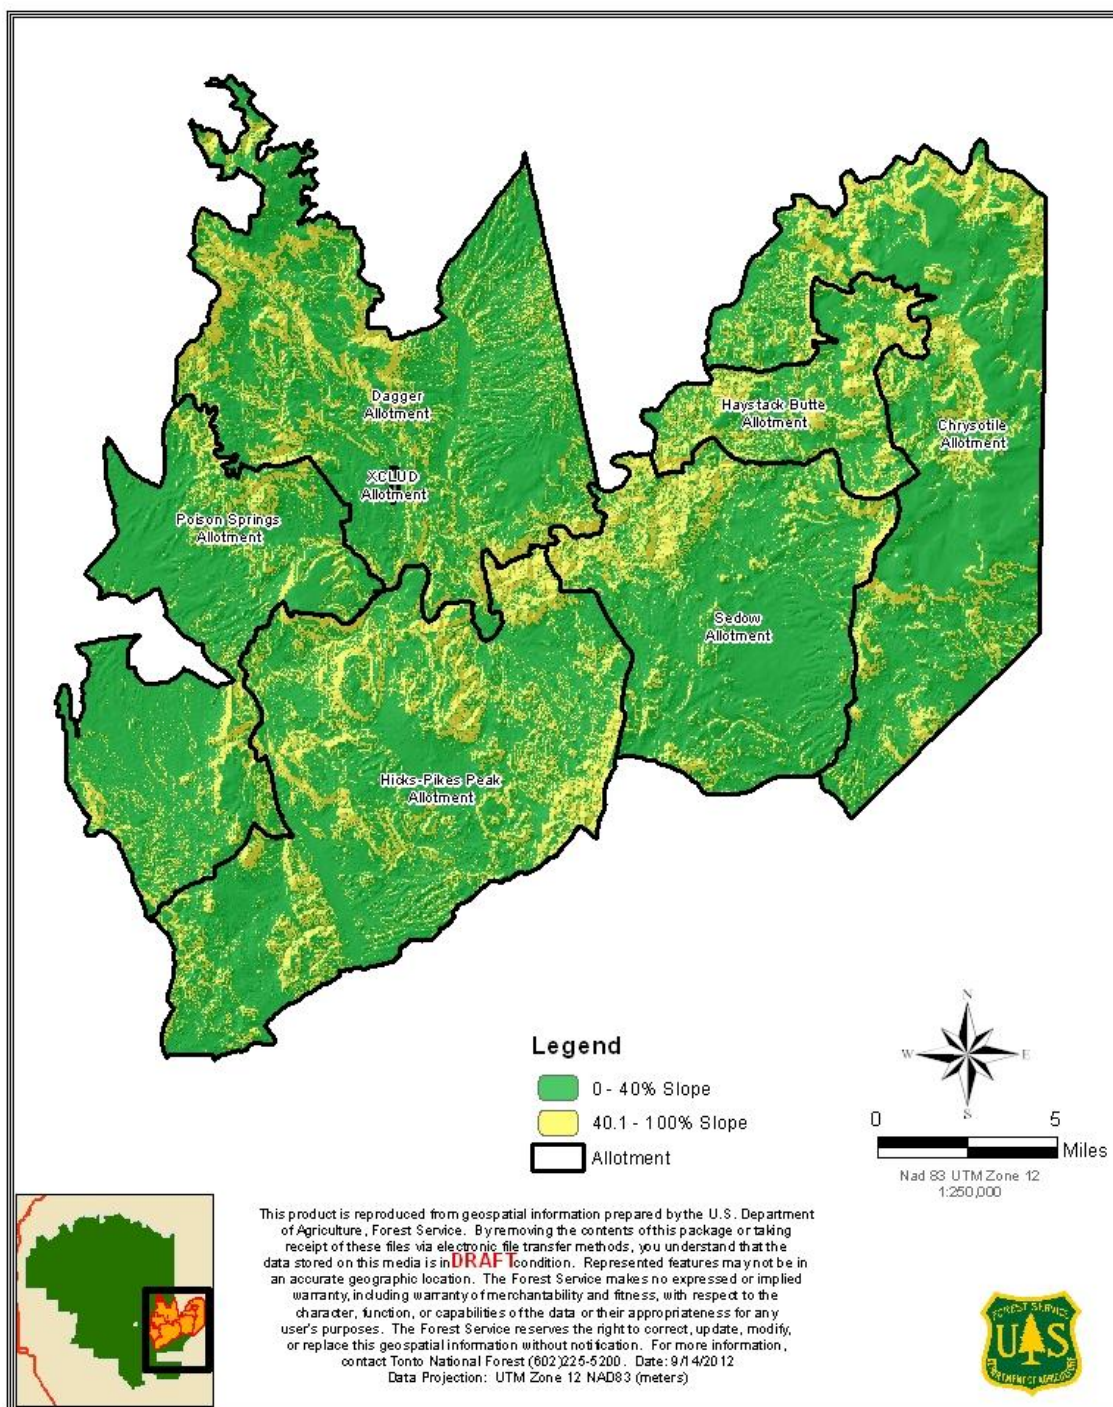 Dagger
Allotment
Haystack Butte
Allotment
Chrysotile
Allotment
XCLUD
Allotment
Poison Springs
Allotment
Sedow
Allotment
Hicks-Pikes Peak
Allotment
Legend
0 - 40% Slope
40.1 - 100% Slope
Allotment
N
W
E
S
0
5
Miles
Nad 83 UTM Zone 12
1:250,000
This product is reproduced from geospatial information prepared by the U.S. Department
of Agriculture, Forest Service. By removing the contents of this package or taking
receipt of these files via electronic file transfer methods, you understand that the
data stored on this media is in DRAFT condition. Represented features may not be in
an accurate geographic location. The Forest Service makes no expressed or implied
warranty, including warranty of merchantability and fitness, with respect to the
character, function, or capabilities of the data or their appropriateness for any
user's purposes. The Forest Service reserves the right to correct, update, modify,
or replace this geospatial information without notification. For more information,
contact Tonto National Forest (602)225-5200. Date: 9/14/2012
Data Projection: UTM Zone 12 NAD83 (meters)
FOREST SERVICE
U S
DEPARTMENT OF AGRICULTURE